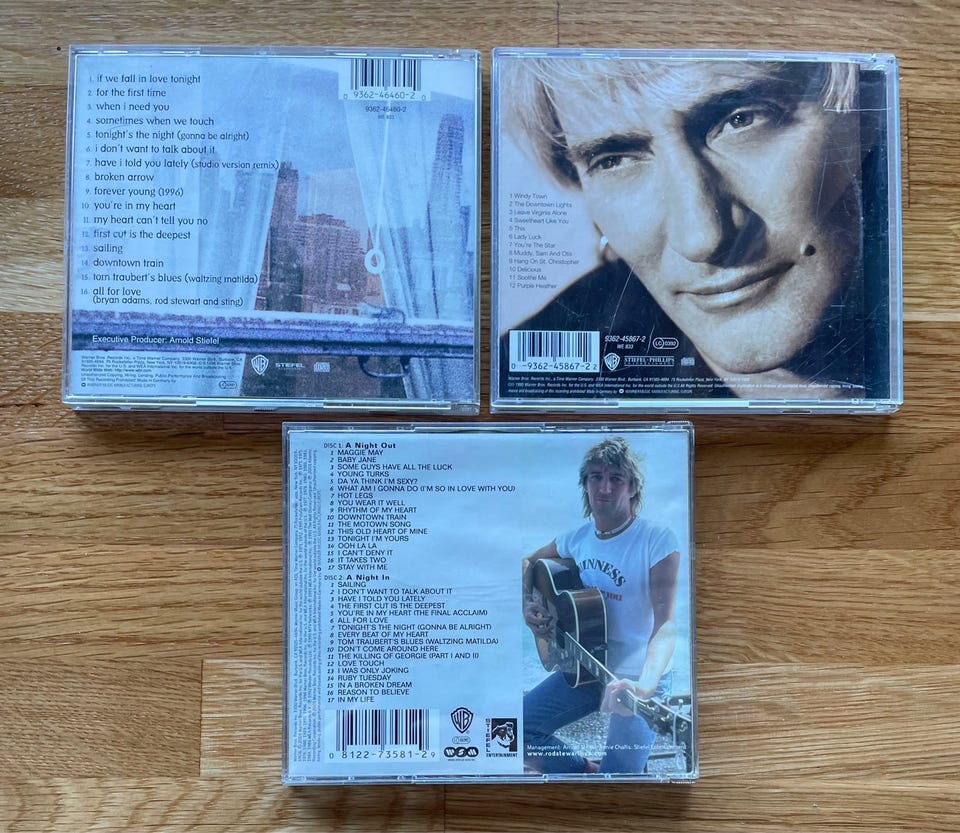 1. if we fall in love tonight
2. for the first time
3. when i need you
4. sometimes when we touch
5. tonight's the night (gonna be alright)
6. i don't want to talk about it
7. have i told you lately (studio version remix)
8. broken arrow
9. forever young (1996)
10. you're in my heart
11. my heart can't tell you no
12. first cut is the deepest
13. sailing
14. downtown train
15. tom traubert's blues (waltzing matilda)
16. all for love
(bryan adams, rod stewart and sting)
Executive Producer: Arnold Stiefel
0 9362-46460-2 0
9362-46460-2
WE 833
STIEFEL
1 Windy Town
2 The Downtown Lights
3 Leave Virginia Alone
4 Sweetheart Like You
5 This
6 Lady Luck
7 You're The Star
8 Muddy, Sam And Otis
9 Hang On St. Christopher
10 Delicious
11 Soothe Me
12 Purple Heather
0-9362-45867-2
9362-45867-2
WE 833
LC 0392
STIEFEL-PHILLIPS
DISC 1: A Night Out
1 MAGGIE MAY
2 BABY JANE
3 SOME GUYS HAVE ALL THE LUCK
4 YOUNG TURKS
5 DA YA THINK I'M SEXY?
6 WHAT AM I GONNA DO (I'M SO IN LOVE WITH YOU)
7 HOT LEGS
8 YOU WEAR IT WELL
9 RHYTHM OF MY HEART
10 DOWNTOWN TRAIN
11 THE MOTOWN SONG
12 THIS OLD HEART OF MINE
13 TONIGHT I'M YOURS
14 OOH LA LA
15 I CAN'T DENY IT
16 IT TAKES TWO
17 STAY WITH ME
DISC 2: A Night In
1 SAILING
2 I DON'T WANT TO TALK ABOUT IT
3 HAVE I TOLD YOU LATELY
4 THE FIRST CUT IS THE DEEPEST
5 YOU'RE IN MY HEART (THE FINAL ACCLAIM)
6 ALL FOR LOVE
7 TONIGHT'S THE NIGHT (GONNA BE ALRIGHT)
8 EVERY BEAT OF MY HEART
9 TOM TRAUBERT'S BLUES (WALTZING MATILDA)
10 DON'T COME AROUND HERE
11 THE KILLING OF GEORGIE (PART I AND II)
12 LOVE TOUCH
13 I WAS ONLY JOKING
14 RUBY TUESDAY
15 IN A BROKEN DREAM
16 REASON TO BELIEVE
17 IN MY LIFE
GUINNESS
you
0 8122-73581-2 9
STIEFEL
ENTERTAINMENT